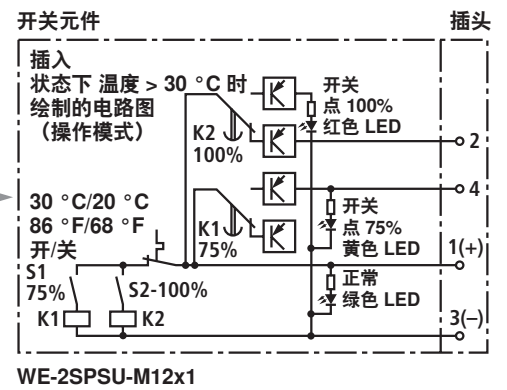 开关元件
插头
插入
状态下 温度 > 30 °C 时
绘制的电路图
（操作模式）
开关
点 100%
红色 LED
K2
100%
2
4
30 °C/20 °C
86 °F/68 °F
开/关
K1
75%
开关
点 75%
黄色 LED
1(+)
S1
75%
S2-100%
正常
绿色 LED
K1
K2
3(–)
WE-2SPSU-M12x1